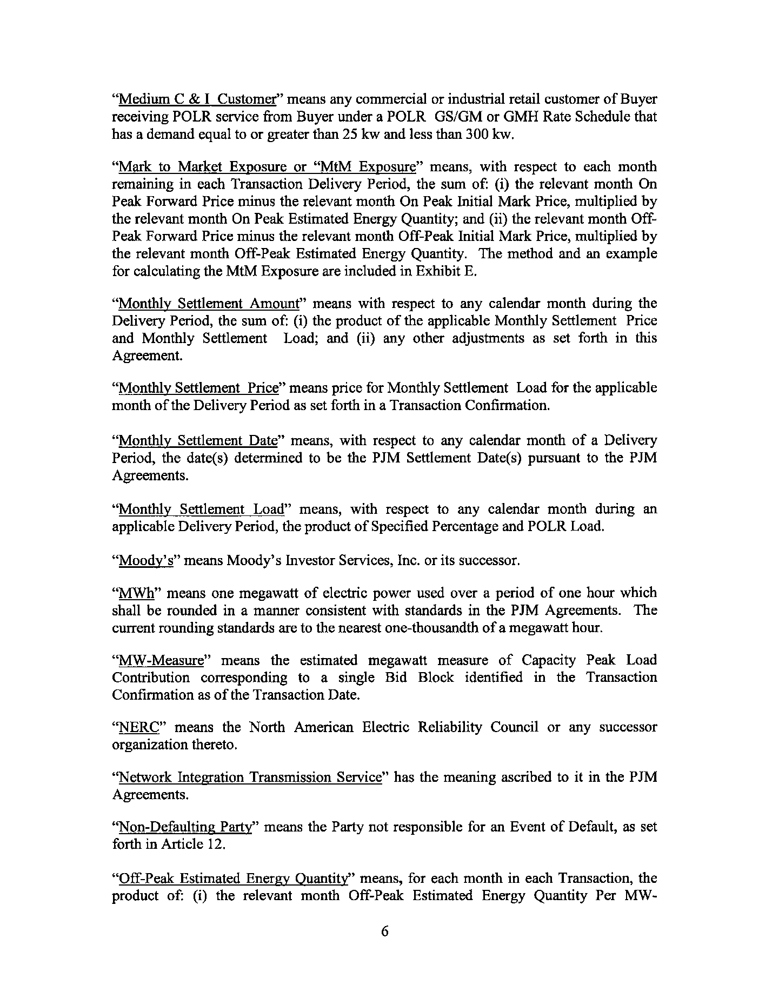 “Medium C & I Customer” means any commercial or industrial retail customer of Buyer
receiving POLR service from Buyer under a POLR GS/GM or GMH Rate Schedule that
has a demand equal to or greater than 25 kw and less than 300 kw.
“Mark to Market Exposure or “MtM Exposure” means, with respect to each month
remaining in each Transaction Delivery Period, the sum of: (i) the relevant month On
Peak Forward Price minus the relevant month On Peak Initial Mark Price, multiplied by
the relevant month On Peak Estimated Energy Quantity; and (ii) the relevant month Off-
Peak Forward Price minus the relevant month Off-Peak Initial Mark Price, multiplied by
the relevant month Off-Peak Estimated Energy Quantity. The method and an example
for calculating the MtM Exposure are included in Exhibit E.
“Monthly Settlement Amount” means with respect to any calendar month during the
Delivery Period, the sum of: (i) the product of the applicable Monthly Settlement Price
and Monthly Settlement Load; and (ii) any other adjustments as set forth in this
Agreement.
“Monthly Settlement Price” means price for Monthly Settlement Load for the applicable
month of the Delivery Period as set forth in a Transaction Confirmation.
“Monthly Settlement Date” means, with respect to any calendar month of a Delivery
Period, the date(s) determined to be the PJM Settlement Date(s) pursuant to the PJM
Agreements.
“Monthly Settlement Load” means, with respect to any calendar month during an
applicable Delivery Period, the product of Specified Percentage and POLR Load.
“Moody’s” means Moody’s Investor Services, Inc. or its successor.
“MWh” means one megawatt of electric power used over a period of one hour which
shall be rounded in a manner consistent with standards in the PJM Agreements. The
current rounding standards are to the nearest one-thousandth of a megawatt hour.
“MW-Measure” means the estimated megawatt measure of Capacity Peak Load
Contribution corresponding to a single Bid Block identified in the Transaction
Confirmation as of the Transaction Date.
“NERC” means the North American Electric Reliability Council or any successor
organization thereto.
“Network Integration Transmission Service” has the meaning ascribed to it in the PJM
Agreements.
“Non-Defaulting Party” means the Party not responsible for an Event of Default, as set
forth in Article 12.
“Off-Peak Estimated Energy Quantity” means, for each month in each Transaction, the
product of: (i) the relevant month Off-Peak Estimated Energy Quantity Per MW-
6